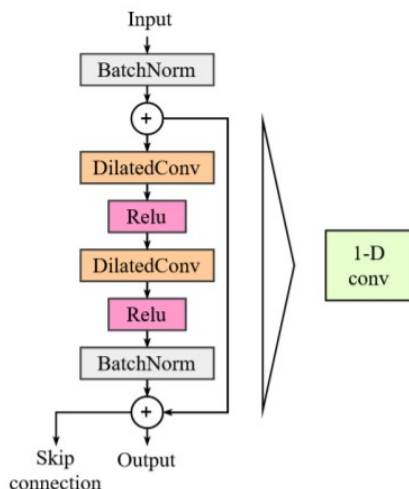 Input
BatchNorm
+
DilatedConv
Relu
DilatedConv
Relu
BatchNorm
+
Skip
connection
Output
1-D
conv